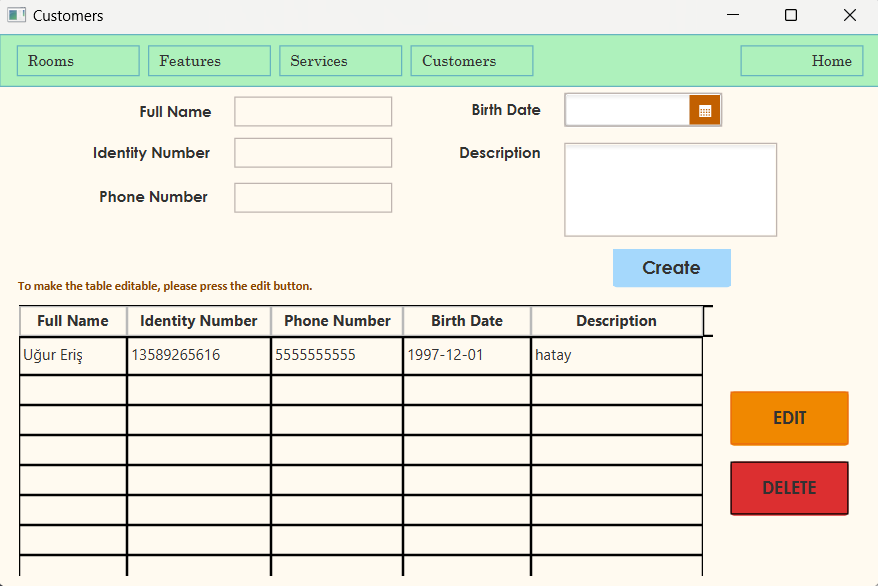 Customers
Rooms Features Services Customers Home
Full Name Birth Date
Identity Number Description
Phone Number
Create
To make the table editable, please press the edit button.
Full Name Identity Number Phone Number Birth Date Description
Uğur Eriş 13589265616 5555555555 1997-12-01 hatay
EDIT
DELETE